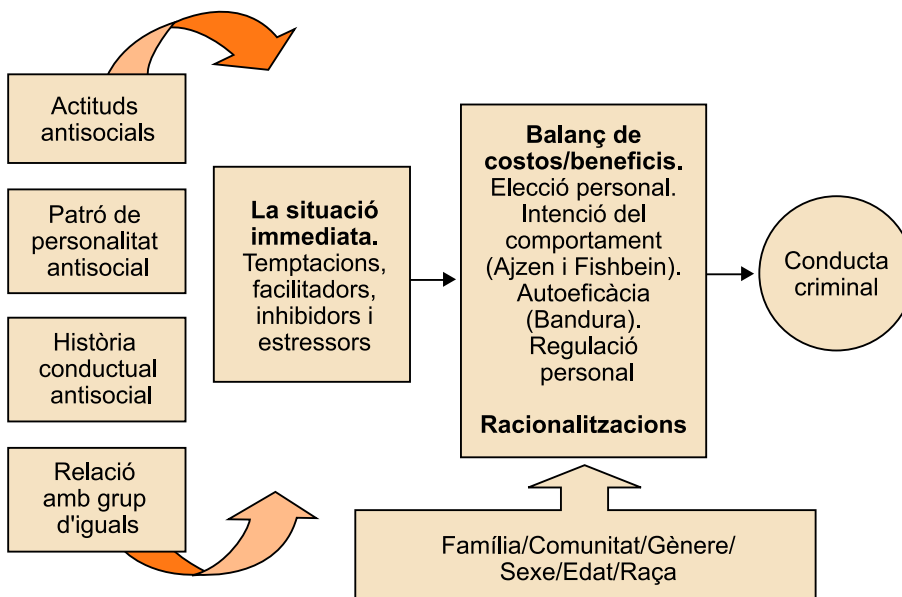 Actituds
antisocials
Patró de
personalitat
antisocial
Història
conductual
antisocial
Relació
amb grup
d'iguals
La situació
immediata.
Temptacions,
facilitadors,
inhibidors i
estressors
Balanç de
costos/beneficis.
Elecció personal.
Intenció del
comportament
(Ajzen i Fishbein).
Autoeficàcia
(Bandura).
Regulació
personal
Racionalitzacions
Conducta
criminal
Família/Comunitat/Gènere/
Sexe/Edat/Raça